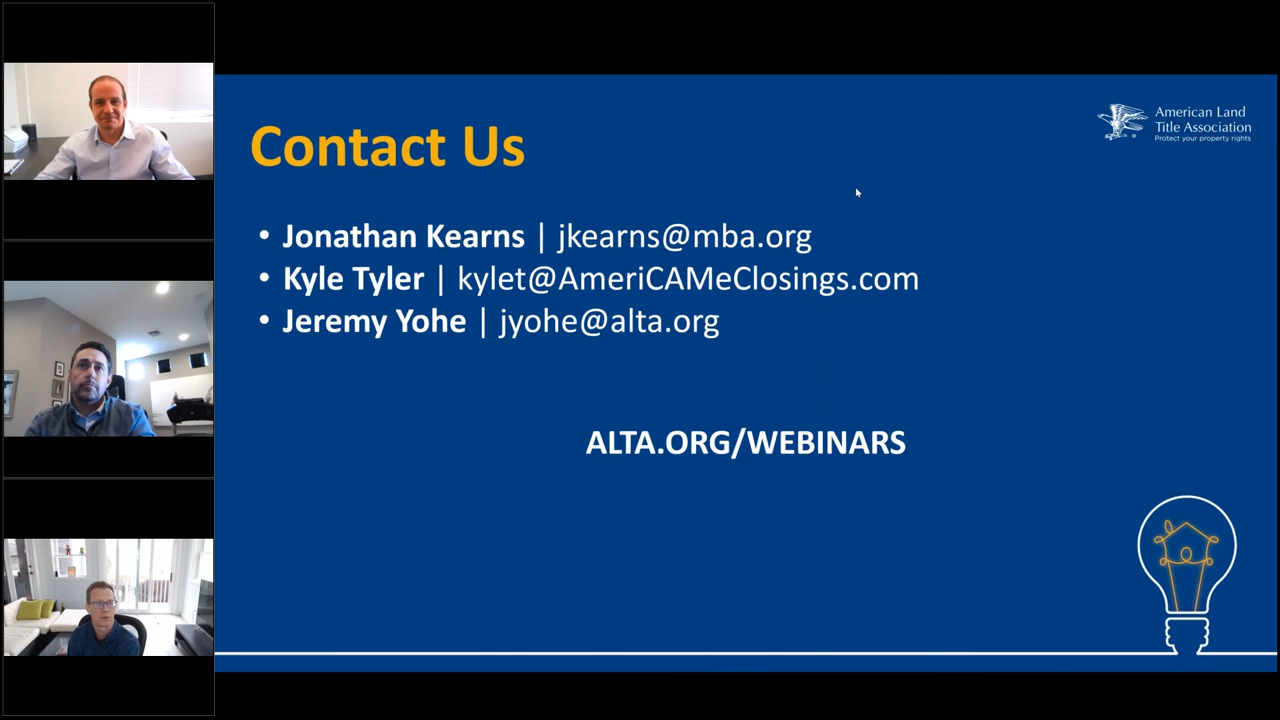 American Land
Title Association
Protect your property rights
Contact Us
• Jonathan Kearns | jkearns@mba.org
• Kyle Tyler | kylet@AmeriCAMeClosings.com
• Jeremy Yohe | jyohe@alta.org
ALTA.ORG/WEBINARS